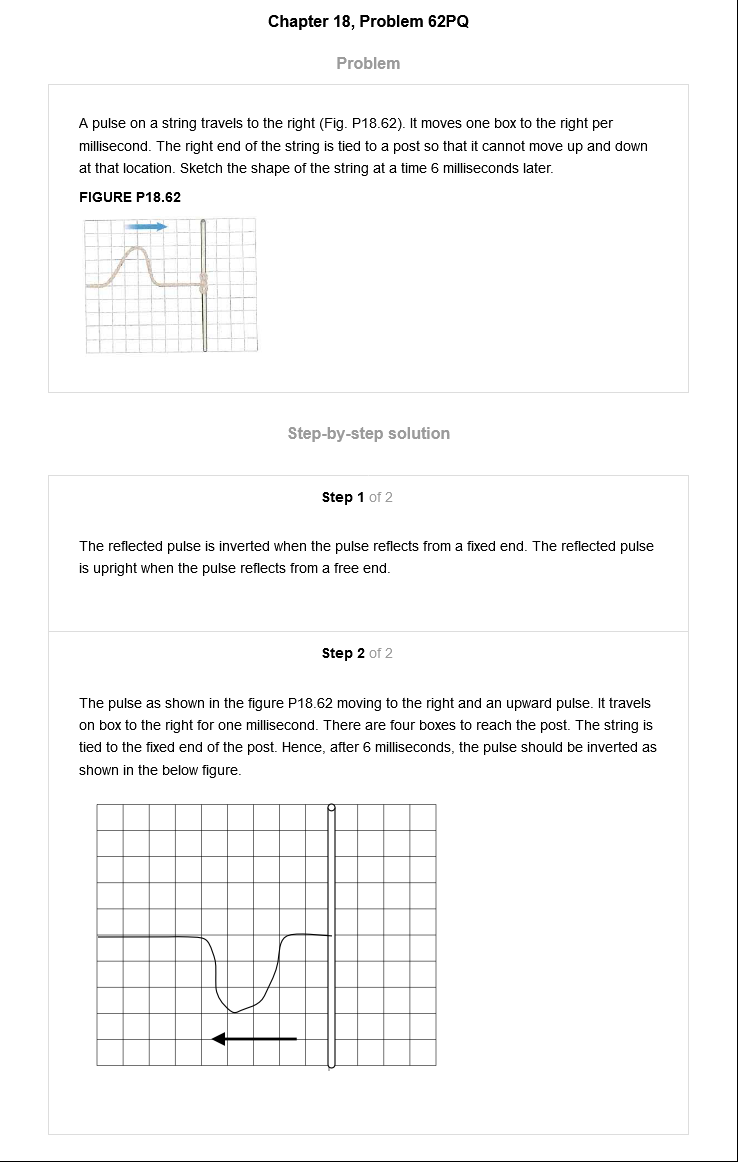 Chapter 18, Problem 62PQ
Problem
A pulse on a string travels to the right (Fig. P18.62). It moves one box to the right per
millisecond. The right end of the string is tied to a post so that it cannot move up and down
at that location. Sketch the shape of the string at a time 6 milliseconds later.
FIGURE P18.62
Step-by-step solution
Step 1 of 2
The reflected pulse is inverted when the pulse reflects from a fixed end. The reflected pulse
is upright when the pulse reflects from a free end.
Step 2 of 2
The pulse as shown in the figure P18.62 moving to the right and an upward pulse. It travels
on box to the right for one millisecond. There are four boxes to reach the post. The string is
tied to the fixed end of the post. Hence, after 6 milliseconds, the pulse should be inverted as
shown in the below figure.